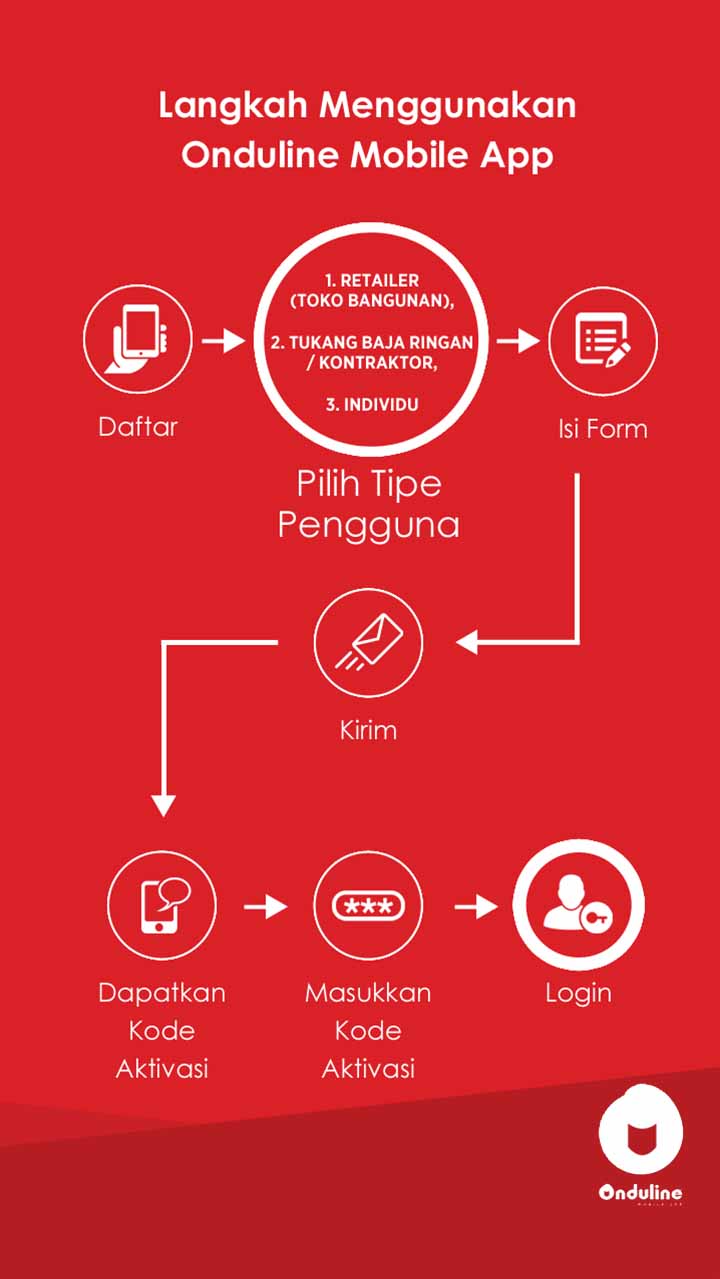 Langkah Menggunakan
Onduline Mobile App
1. RETAILER
(TOKO BANGUNAN),
2. TUKANG BAJA RINGAN
/ KONTRAKTOR,
3. INDIVIDU
Daftar
Pilih Tipe
Pengguna
Isi Form
Kirim
Dapatkan
Kode
Aktivasi
Masukkan
Kode
Aktivasi
Login
Onduline
MOBILE APP